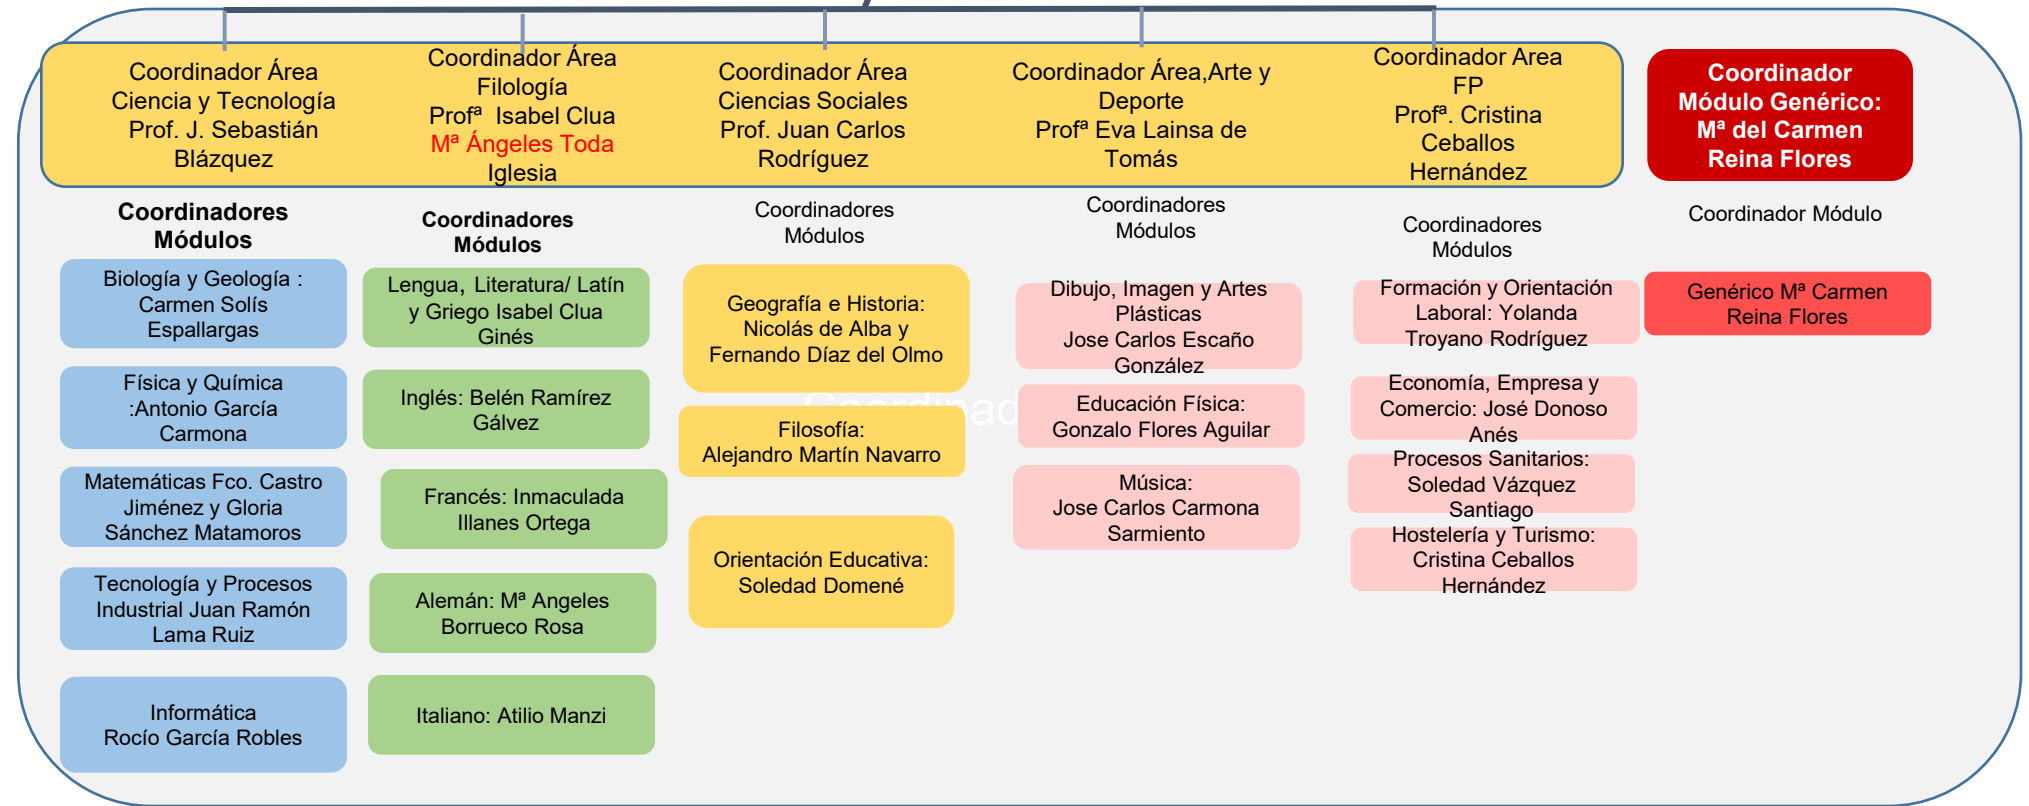 Coordinador Área
Ciencia y Tecnología
Prof. J. Sebastián
Blázquez
Coordinador Área
Filología
Profª  Isabel Clua
Mª Ángeles Toda
Iglesia
Coordinador Área
Ciencias Sociales
Prof. Juan Carlos
Rodríguez
Coordinador Área,Arte y
Deporte
Profª Eva Lainsa de
Tomás
Coordinador Area
FP
Profª. Cristina
Ceballos
Hernández
Coordinador
Módulo Genérico:
Mª del Carmen
Reina Flores
Coordinadores
Módulos
Biología y Geología :
Carmen Solís
Espallargas
Física y Química
:Antonio García
Carmona
Matemáticas Fco. Castro
Jiménez y Gloria
Sánchez Matamoros
Tecnología y Procesos
Industrial Juan Ramón
Lama Ruiz
Informática
Rocío García Robles
Coordinadores
Módulos
Lengua, Literatura/ Latín
y Griego Isabel Clua
Ginés
Inglés: Belén Ramírez
Gálvez
Francés: Inmaculada
Illanes Ortega
Alemán: Mª Angeles
Borrueco Rosa
Italiano: Atilio Manzi
Coordinadores
Módulos
Geografía e Historia:
Nicolás de Alba y
Fernando Díaz del Olmo
Filosofía:
Alejandro Martín Navarro
Orientación Educativa:
Soledad Domené
Coordinadores
Módulos
Dibujo, Imagen y Artes
Plásticas
Jose Carlos Escaño
González
Educación Física:
Gonzalo Flores Aguilar
Música:
Jose Carlos Carmona
Sarmiento
Coordinadores
Módulos
Formación y Orientación
Laboral: Yolanda
Troyano Rodríguez
Economía, Empresa y
Comercio: José Donoso
Anés
Procesos Sanitarios:
Soledad Vázquez
Santiago
Hostelería y Turismo:
Cristina Ceballos
Hernández
Coordinador Módulo
Genérico Mª Carmen
Reina Flores